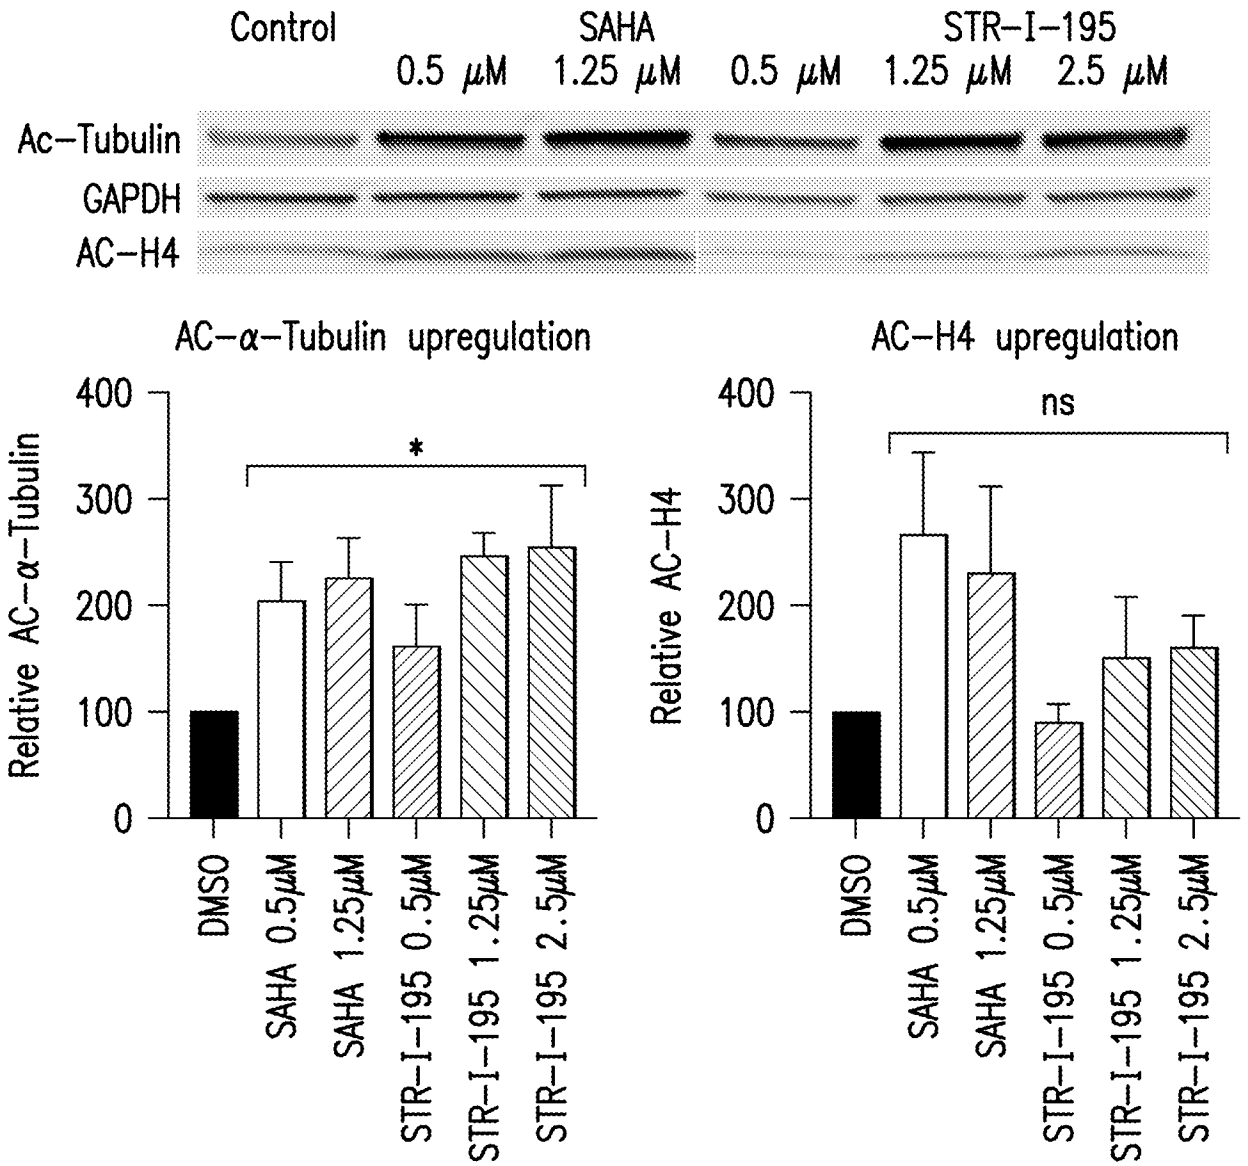 Control SAHA STR-I-195
0.5 μM 1.25 μM 0.5 μM 1.25 μM 2.5 μM
Ac-Tubulin
GAPDH
AC-H4
AC-α-Tubulin upregulation
400
300
200
100
0
Relative AC-α-Tubulin
*
DMSO
SAHA 0.5μM
SAHA 1.25μM
STR-I-195 0.5μM
STR-I-195 1.25μM
STR-I-195 2.5μM
AC-H4 upregulation
400
300
200
100
0
Relative AC-H4
ns
DMSO
SAHA 0.5μM
SAHA 1.25μM
STR-I-195 0.5μM
STR-I-195 1.25μM
STR-I-195 2.5μM